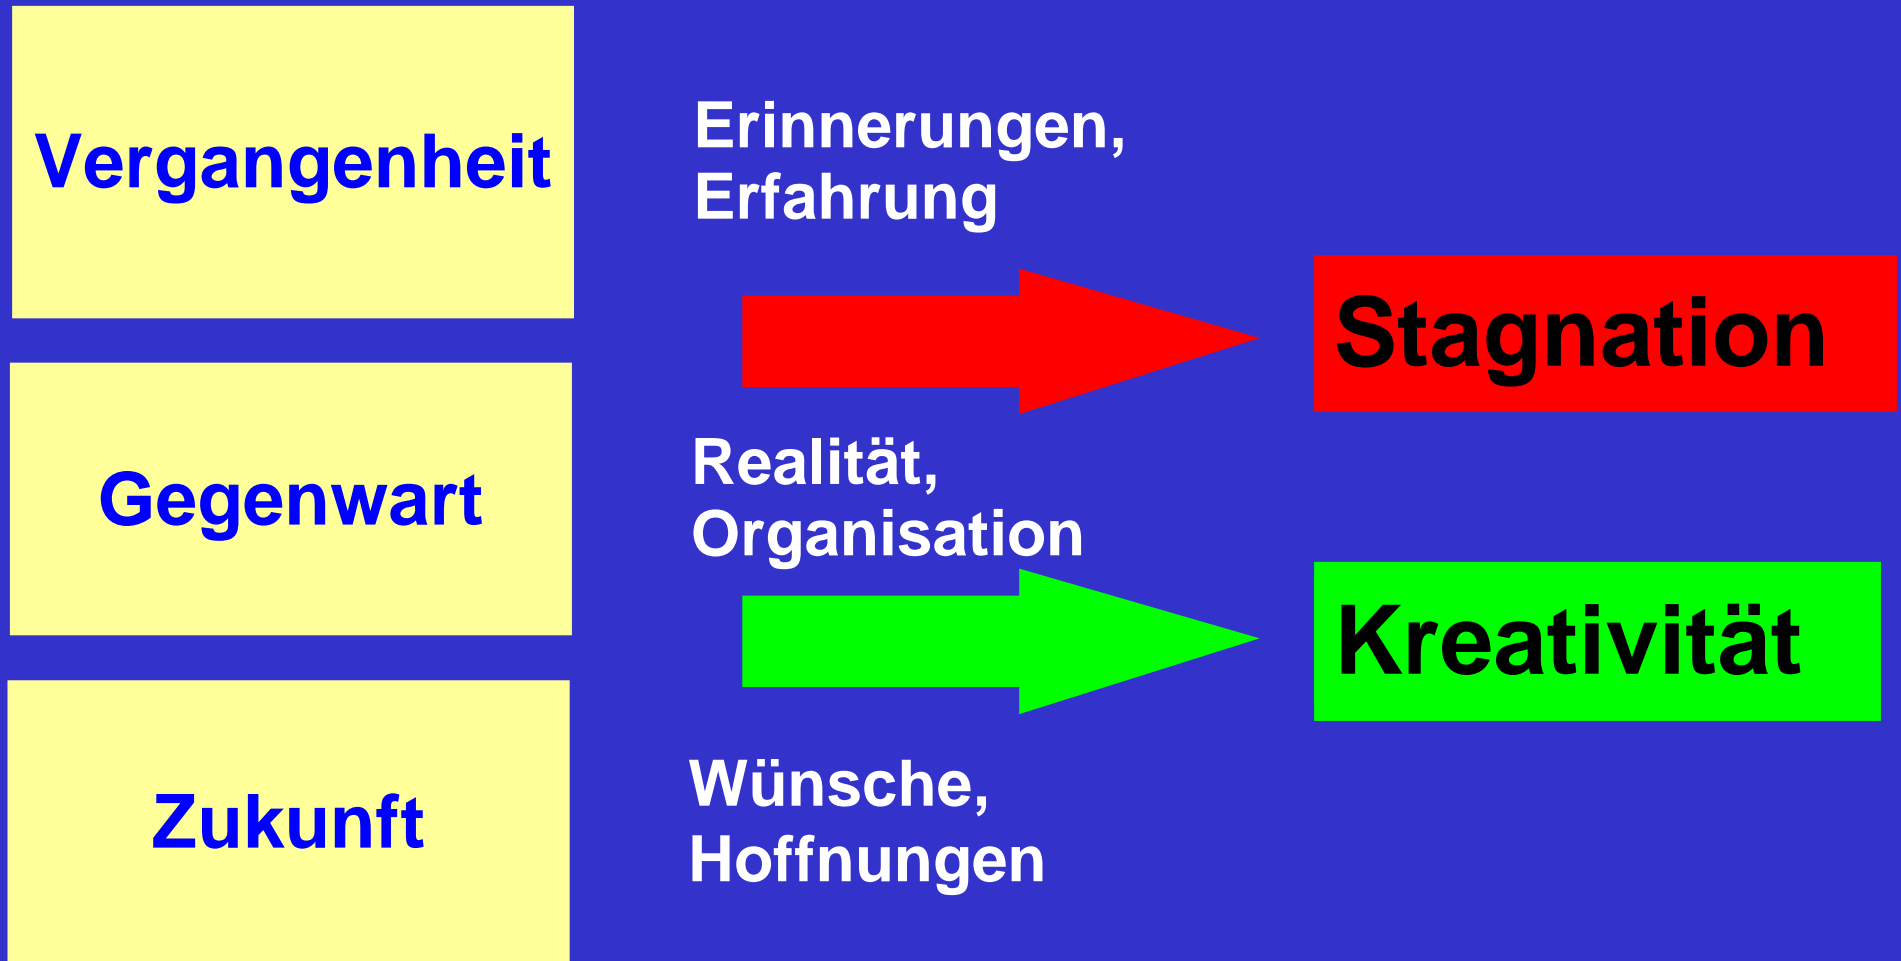 Vergangenheit
Erinnerungen,
Erfahrung
Stagnation
Gegenwart
Realität,
Organisation
Kreativität
Zukunft
Wünsche,
Hoffnungen